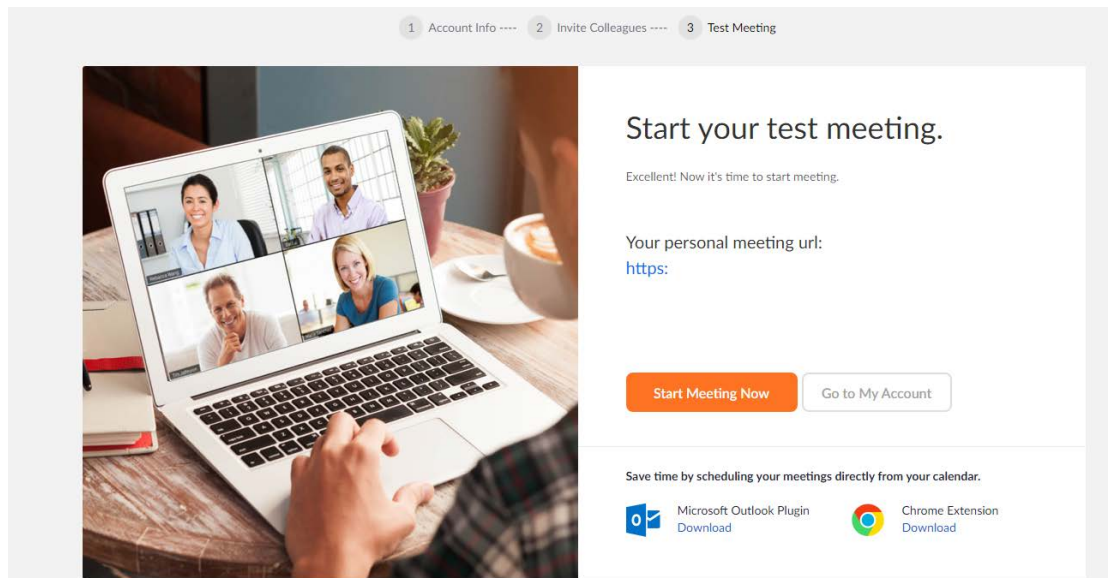 1 Account Info ---- 2 Invite Colleagues ---- 3 Test Meeting
Start your test meeting.
Excellent! Now it's time to start meeting.
Your personal meeting url:
https:
Start Meeting Now
Go to My Account
Save time by scheduling your meetings directly from your calendar.
Microsoft Outlook Plugin
Download
Chrome Extension
Download